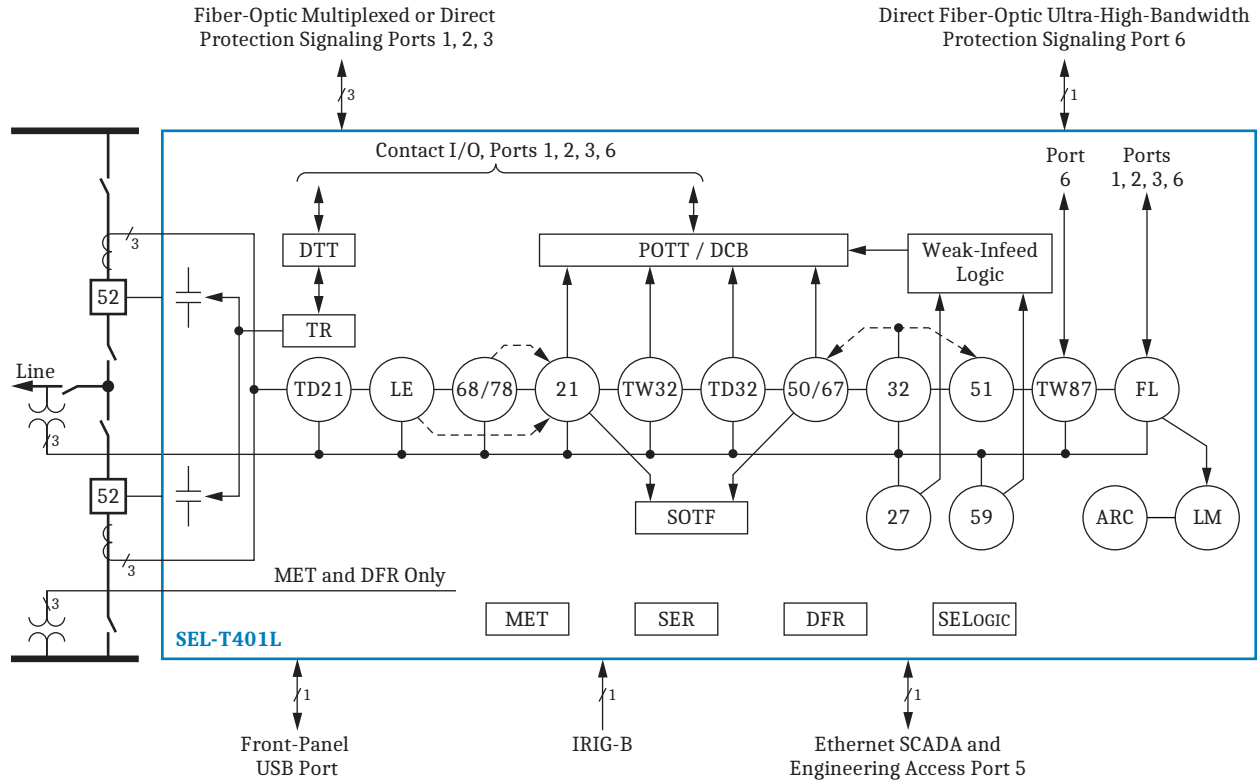 Fiber-Optic Multiplexed or Direct
Protection Signaling Ports 1, 2, 3
Direct Fiber-Optic Ultra-High-Bandwidth
Protection Signaling Port 6
3
1
Contact I/O, Ports 1, 2, 3, 6
Port
6
Ports
1, 2, 3, 6
3
DTT
POTT / DCB
Weak-Infeed
Logic
52
TR
Line
TD21
LE
68/78
21
TW32
TD32
50/67
32
51
TW87
FL
3
52
SOTF
27
59
ARC
LM
3
MET and DFR Only
3
MET
SER
DFR
SELOGIC
SEL-T401L
1
1
1
Front-Panel
USB Port
IRIG-B
Ethernet SCADA and
Engineering Access Port 5